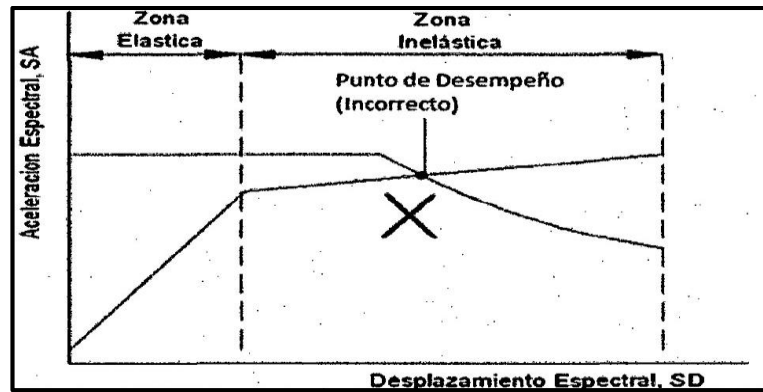 Zona
Elastica
Zona
Inelástica
Punto de Desempeño
(Incorrecto)
Aceleracion Espectral, SA
Desplazamiento Espectral, SD